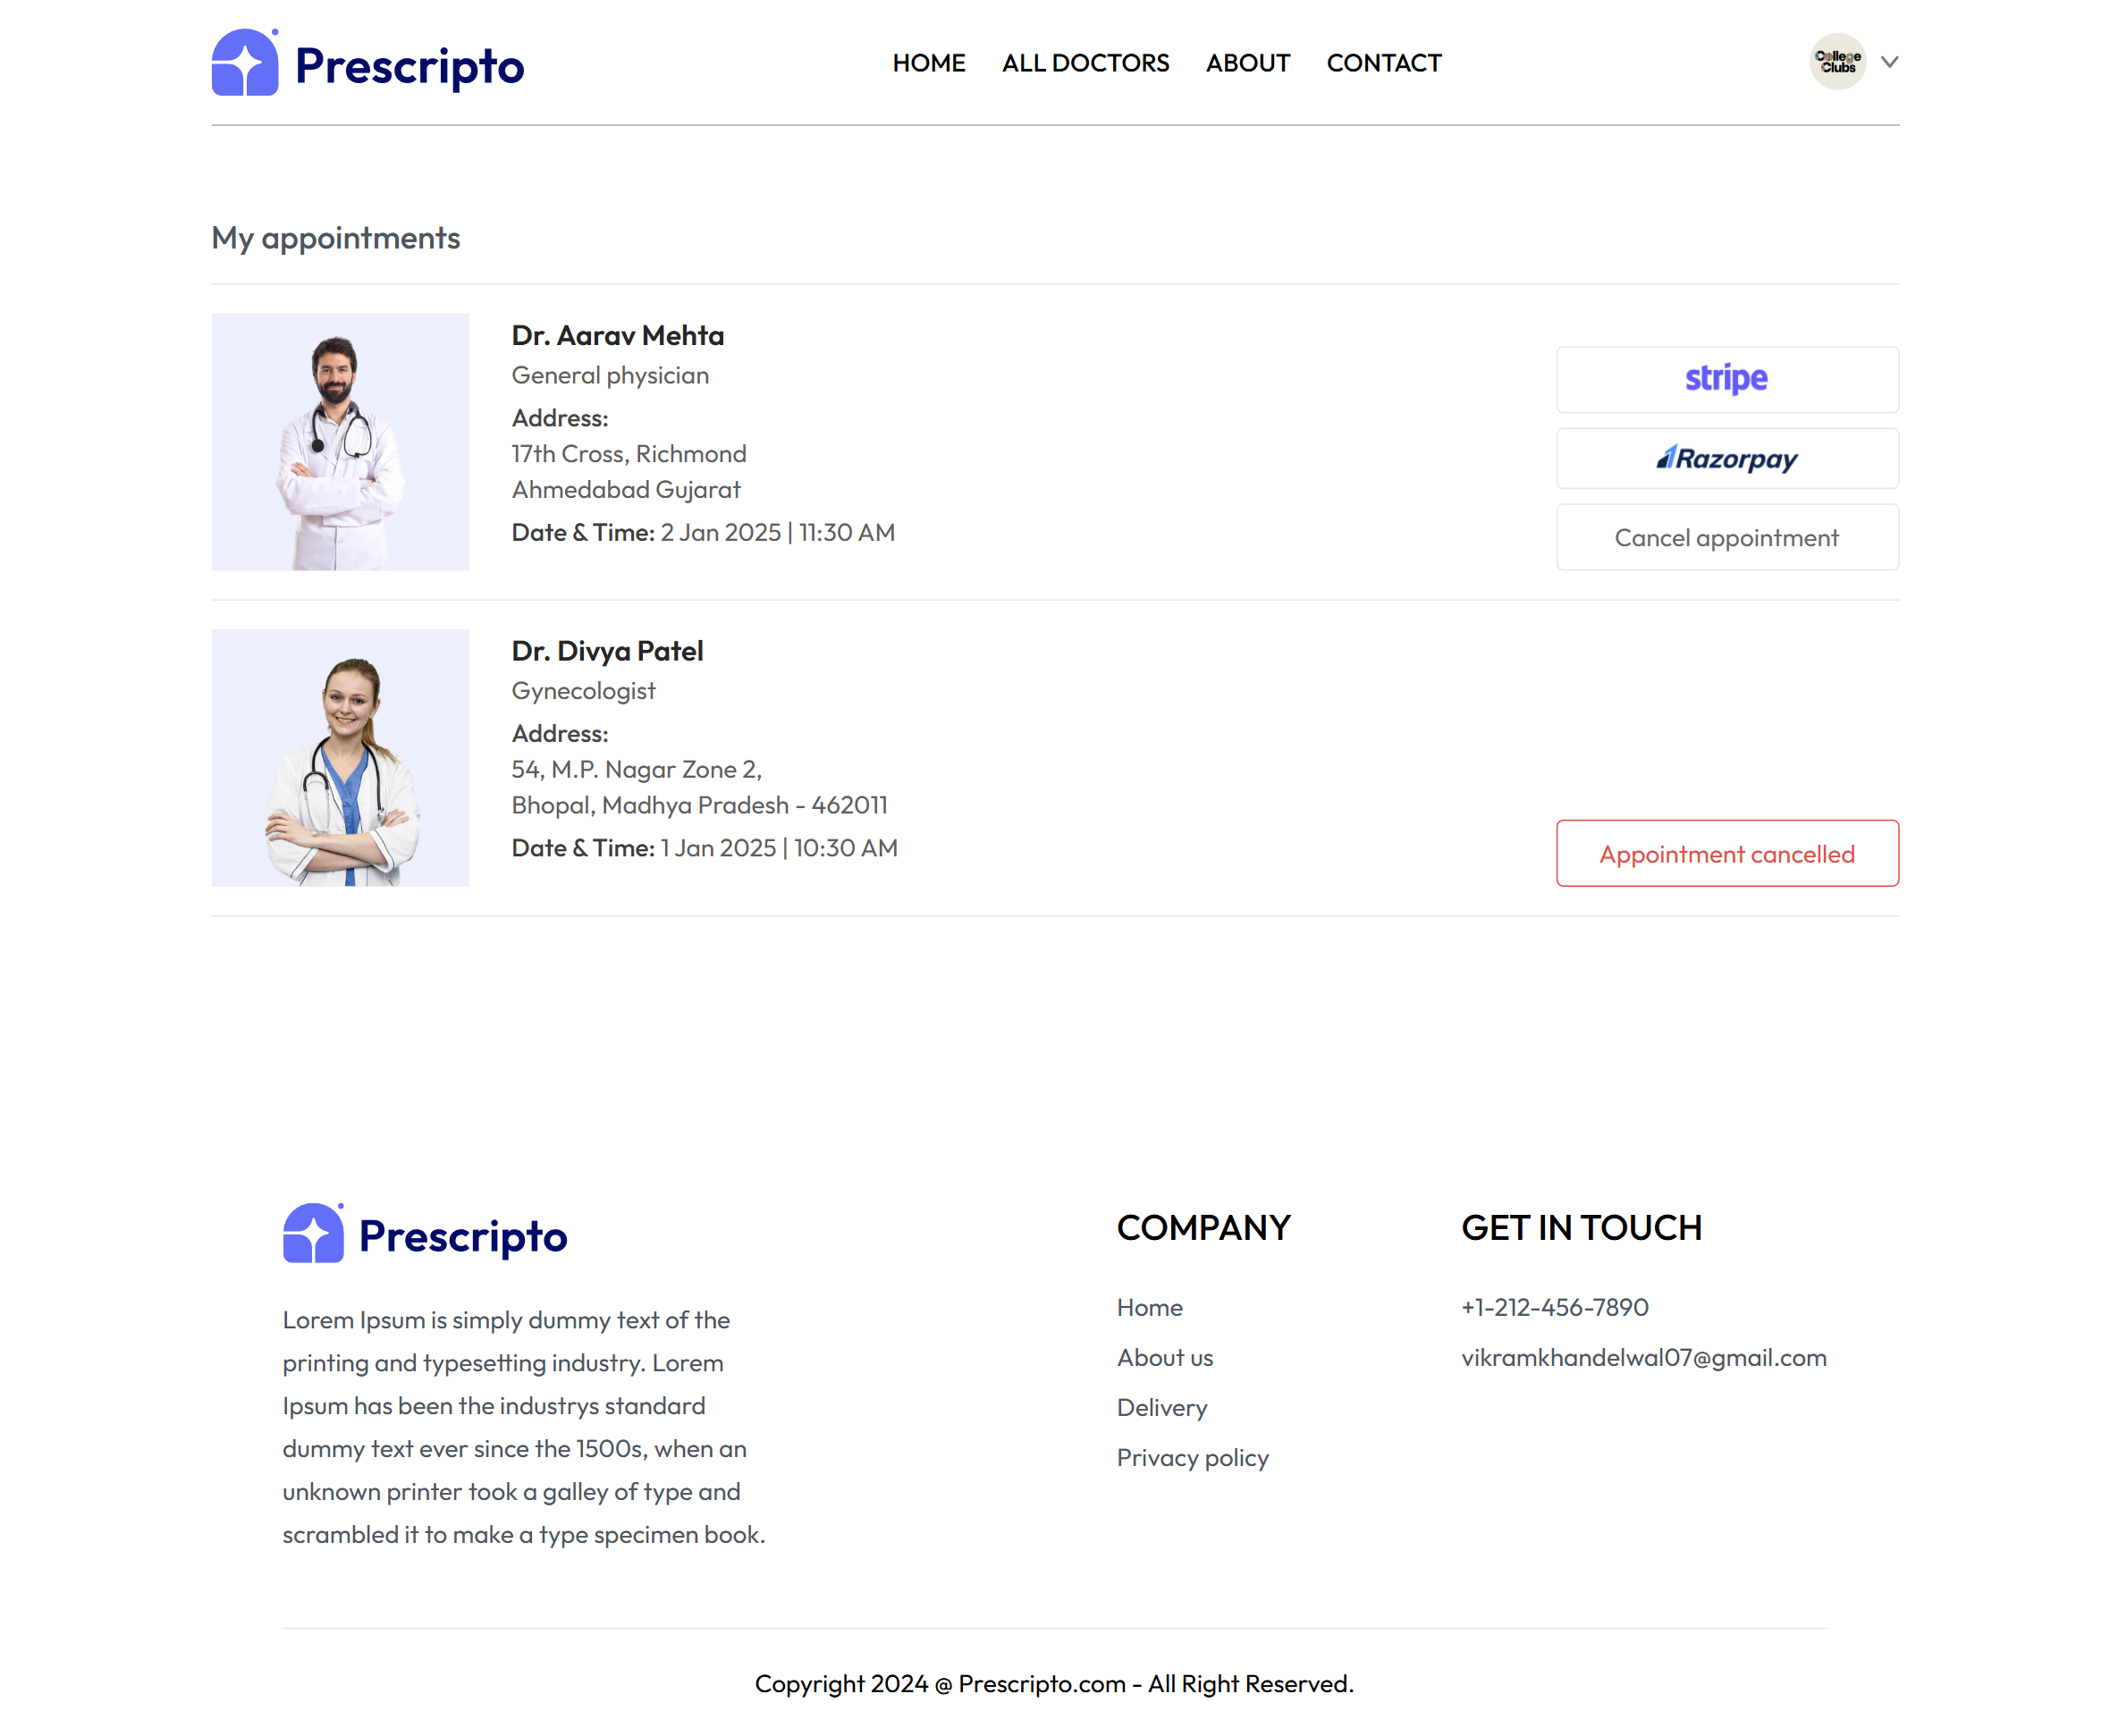 Prescripto
HOME ALL DOCTORS ABOUT CONTACT
College
Clubs
My appointments
Dr. Aarav Mehta
General physician
Address:
17th Cross, Richmond
Ahmedabad Gujarat
Date & Time: 2 Jan 2025 | 11:30 AM
stripe
Razorpay
Cancel appointment
Dr. Divya Patel
Gynecologist
Address:
54, M.P. Nagar Zone 2,
Bhopal, Madhya Pradesh - 462011
Date & Time: 1 Jan 2025 | 10:30 AM
Appointment cancelled
Prescripto
Lorem Ipsum is simply dummy text of the
printing and typesetting industry. Lorem
Ipsum has been the industrys standard
dummy text ever since the 1500s, when an
unknown printer took a galley of type and
scrambled it to make a type specimen book.
COMPANY
Home
About us
Delivery
Privacy policy
GET IN TOUCH
+1-212-456-7890
vikramkhandelwal07@gmail.com
Copyright 2024 @ Prescripto.com - All Right Reserved.